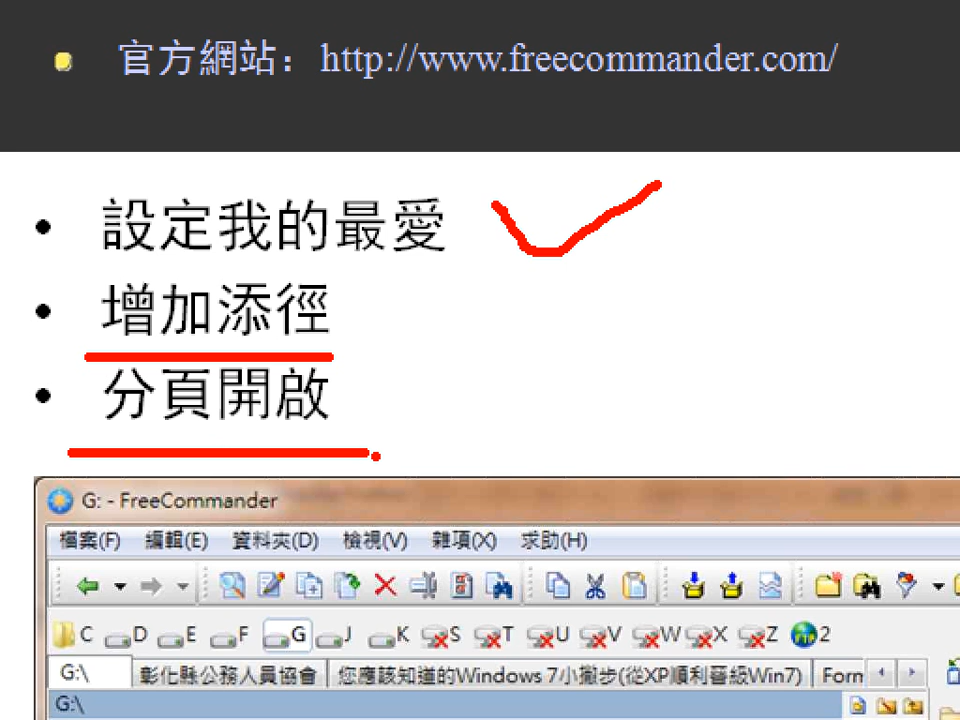 官方網站：http://www.freecommander.com/
設定我的最愛
增加添徑
分頁開啟
G: - FreeCommander
檔案(F) 編輯(E) 資料夾(D) 檢視(V) 雜項(X) 求助(H)
C D E F G J K S T U V W X Z 2
G:\ 彰化縣公務人員協會 您應該知道的Windows 7小撇步(從XP順利晉級Win7) Form
G:\